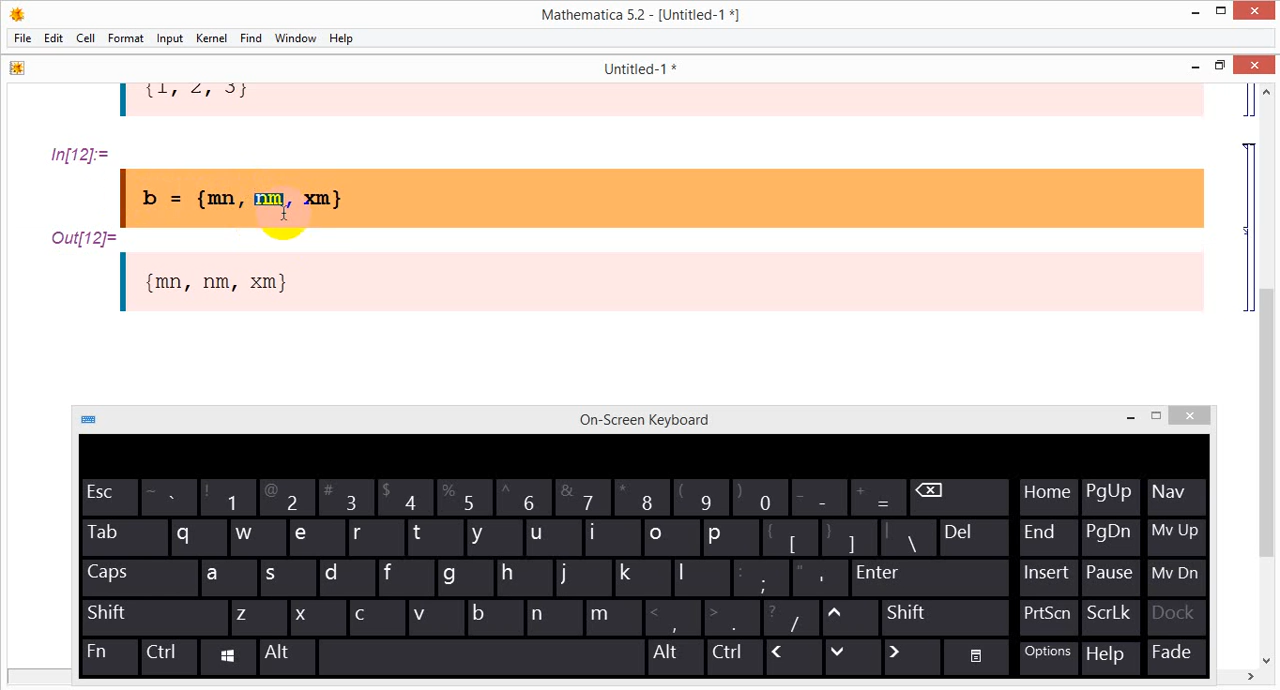 Mathematica 5.2 - [Untitled-1 *]
File Edit Cell Format Input Kernel Find Window Help
Untitled-1 *
{1, 2, 3}
In[12]:=
b = {mn, nm, xm}
Out[12]=
{mn, nm, xm}
On-Screen Keyboard
Esc ~ ` ! 1 @ 2 # 3 $ 4 % 5 ^ 6 & 7 * 8 ( 9 ) 0 _ - + = Home PgUp Nav
Tab q w e r t y u i o p { [ } ] | \ Del End PgDn Mv Up
Caps a s d f g h j k l : ; " ' Enter Insert Pause Mv Dn
Shift z x c v b n m < , > . ? / Shift PrtScn ScrLk Dock
Fn Ctrl Alt Alt Ctrl Options Help Fade